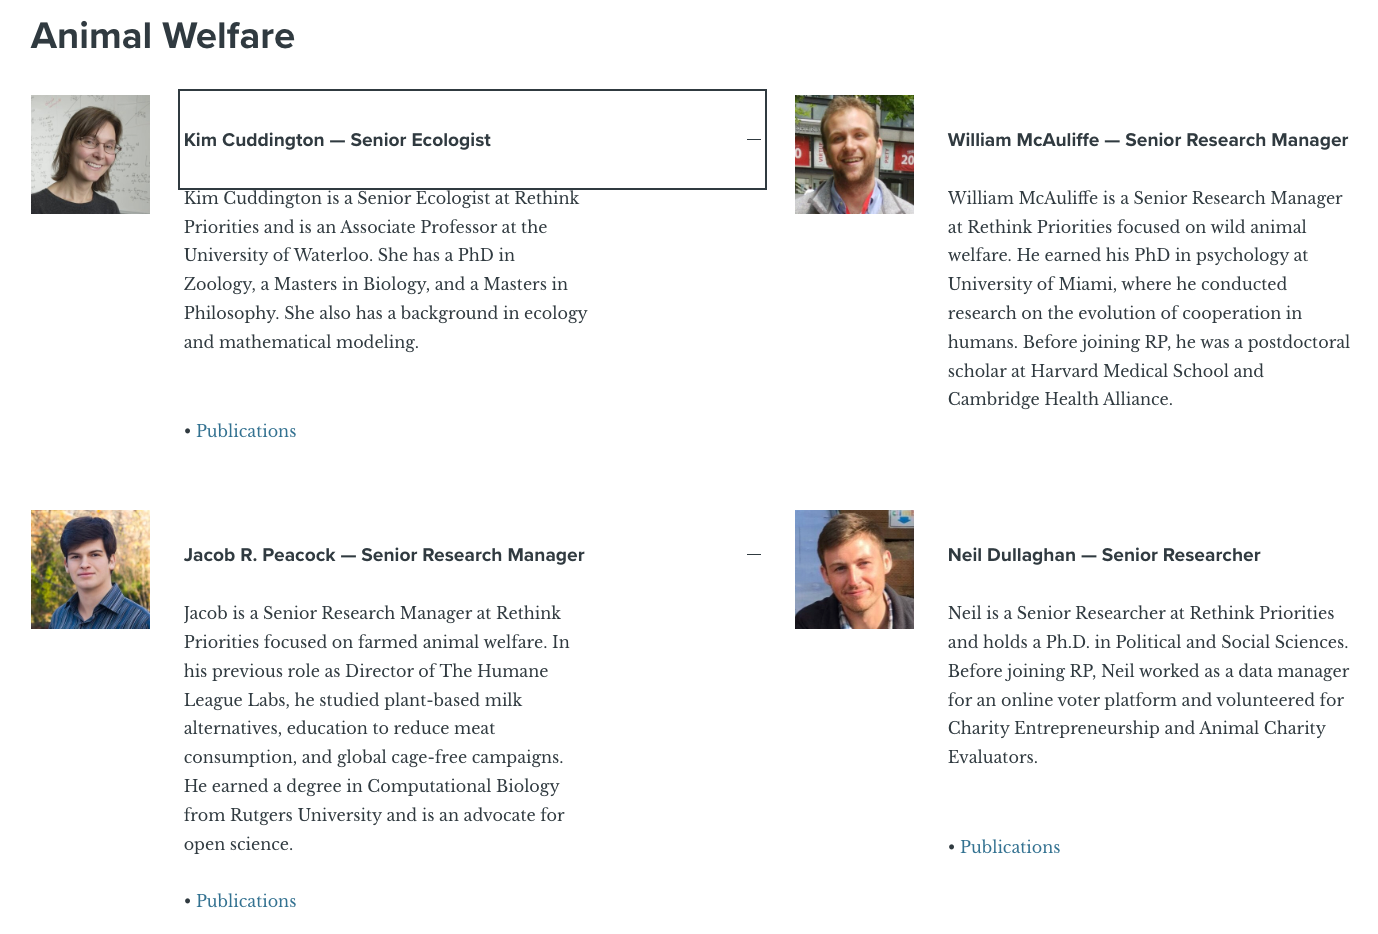 Animal Welfare
Kim Cuddington — Senior Ecologist
Kim Cuddington is a Senior Ecologist at Rethink
Priorities and is an Associate Professor at the
University of Waterloo. She has a PhD in
Zoology, a Masters in Biology, and a Masters in
Philosophy. She also has a background in ecology
and mathematical modeling.
• Publications
William McAuliffe — Senior Research Manager
William McAuliffe is a Senior Research Manager
at Rethink Priorities focused on wild animal
welfare. He earned his PhD in psychology at
University of Miami, where he conducted
research on the evolution of cooperation in
humans. Before joining RP, he was a postdoctoral
scholar at Harvard Medical School and
Cambridge Health Alliance.
Jacob R. Peacock — Senior Research Manager
Jacob is a Senior Research Manager at Rethink
Priorities focused on farmed animal welfare. In
his previous role as Director of The Humane
League Labs, he studied plant-based milk
alternatives, education to reduce meat
consumption, and global cage-free campaigns.
He earned a degree in Computational Biology
from Rutgers University and is an advocate for
open science.
• Publications
Neil Dullaghan — Senior Researcher
Neil is a Senior Researcher at Rethink Priorities
and holds a Ph.D. in Political and Social Sciences.
Before joining RP, Neil worked as a data manager
for an online voter platform and volunteered for
Charity Entrepreneurship and Animal Charity
Evaluators.
• Publications